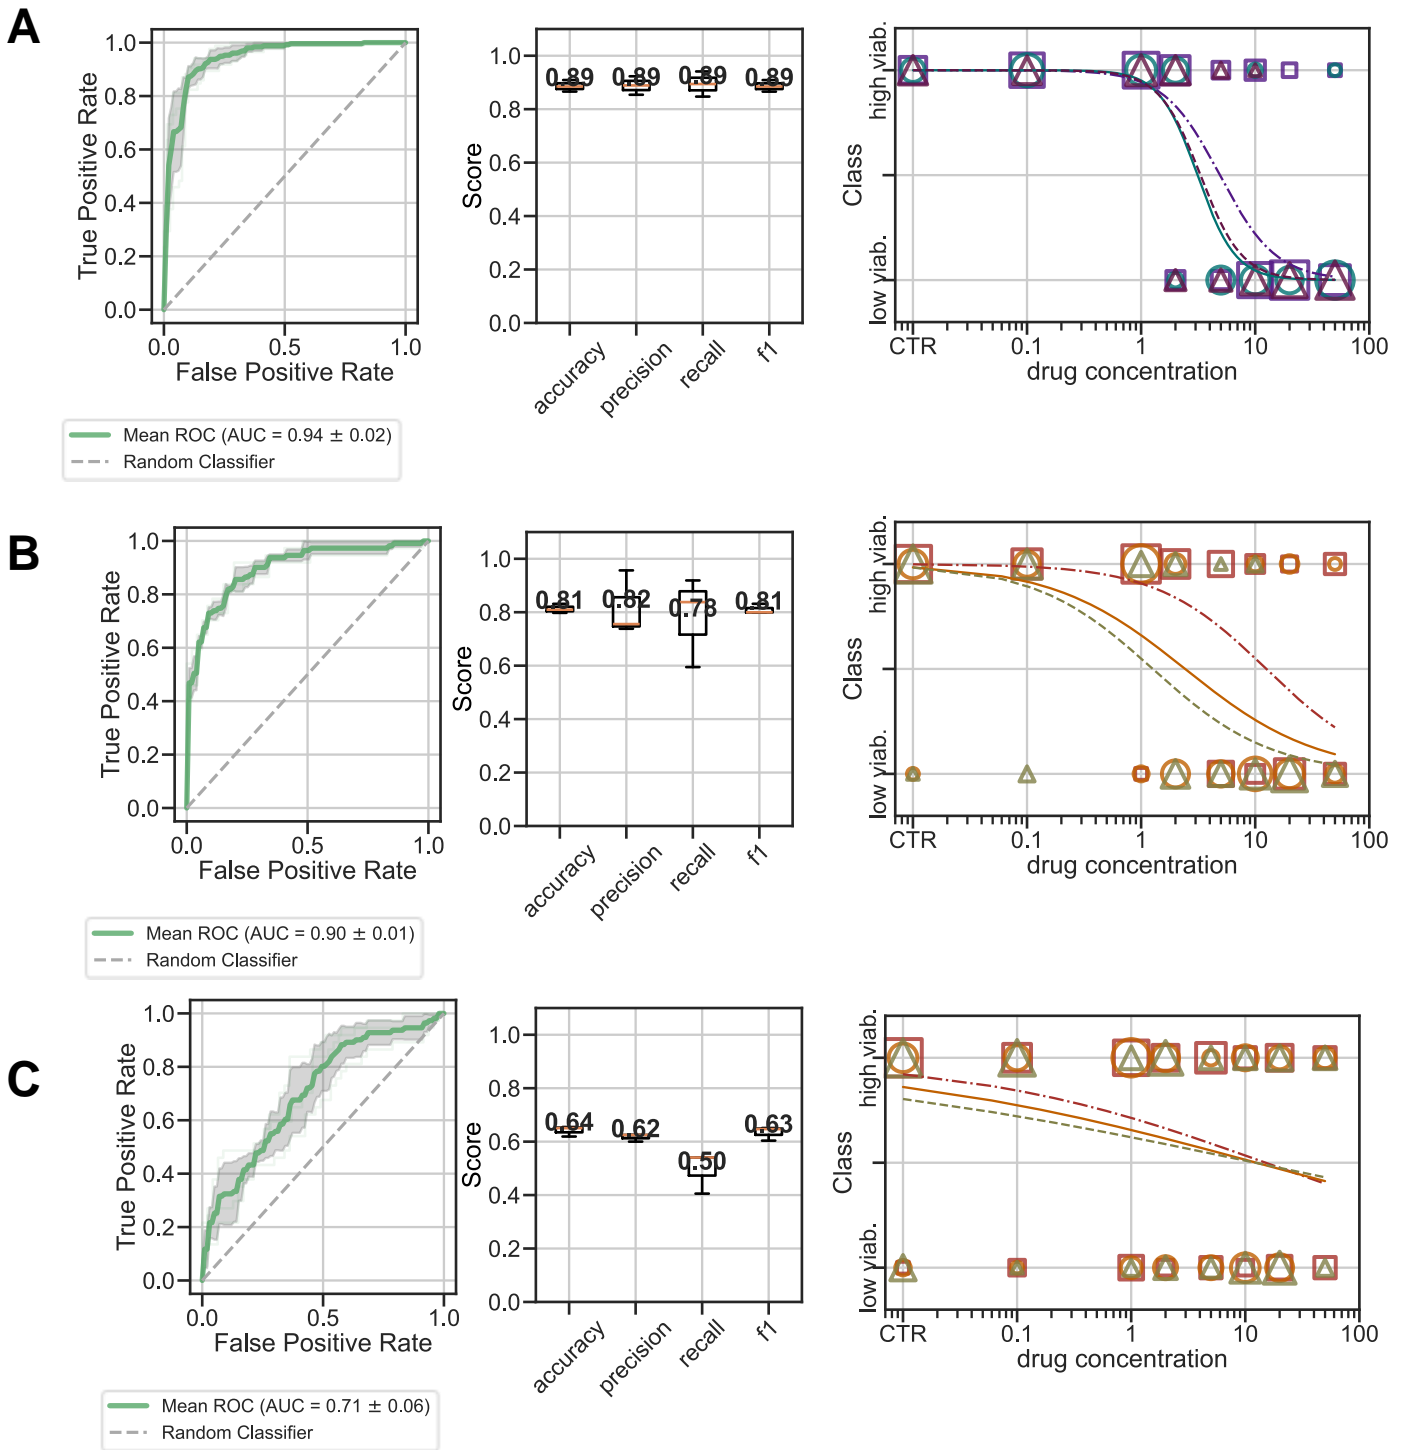 A
1.0
0.8
0.6
0.4
0.2
0.0
True Positive Rate
0.0 0.5 1.0
False Positive Rate
Mean ROC (AUC = 0.94 ± 0.02)
Random Classifier
1.0
0.8
0.6
0.4
0.2
0.0
Score
0.89 0.89 0.89 0.89
accuracy precision recall f1
high viab.
Class
low viab.
CTR 0.1 1 10 100
drug concentration
B
1.0
0.8
0.6
0.4
0.2
0.0
True Positive Rate
0.0 0.5 1.0
False Positive Rate
Mean ROC (AUC = 0.90 ± 0.01)
Random Classifier
1.0
0.8
0.6
0.4
0.2
0.0
Score
0.81 0.82 0.78 0.81
accuracy precision recall f1
high viab.
Class
low viab.
CTR 0.1 1 10 100
drug concentration
C
1.0
0.8
0.6
0.4
0.2
0.0
True Positive Rate
0.0 0.5 1.0
False Positive Rate
Mean ROC (AUC = 0.71 ± 0.06)
Random Classifier
1.0
0.8
0.6
0.4
0.2
0.0
Score
0.64 0.62 0.50 0.63
accuracy precision recall f1
high viab.
Class
low viab.
CTR 0.1 1 10 100
drug concentration